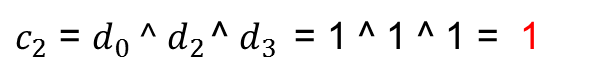 c₂ = d₀ ^ d₂ ^ d₃ = 1 ^ 1 ^ 1 = 1